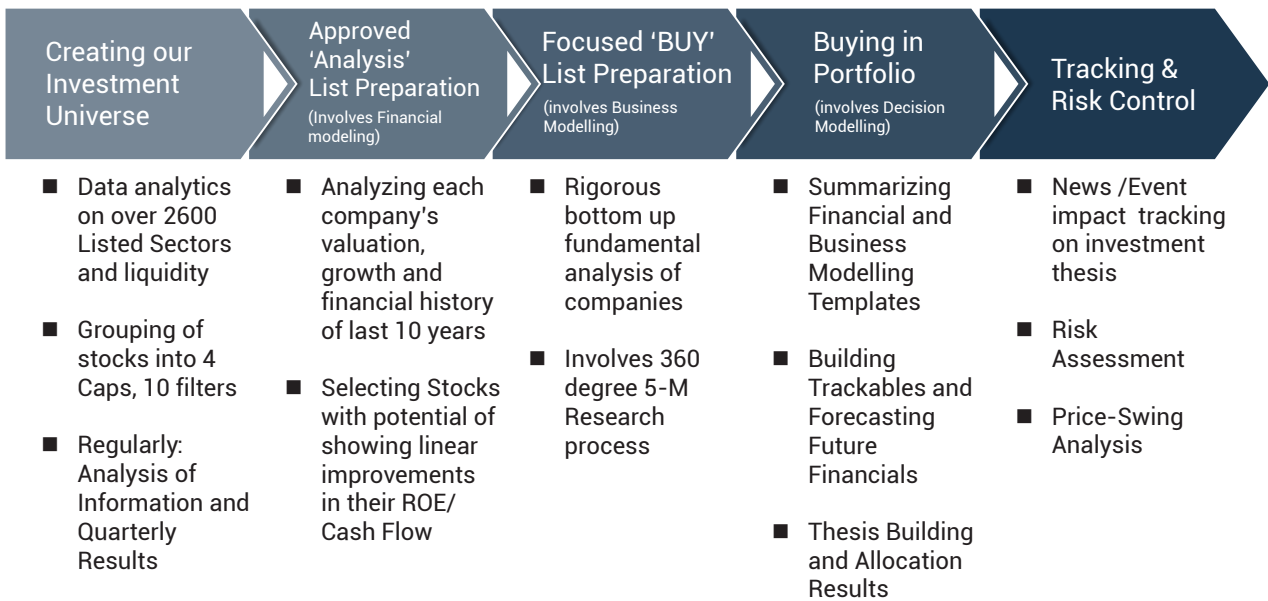 Creating our
Investment
Universe
Approved
‘Analysis’
List Preparation
(Involves Financial
modeling)
Focused ‘BUY’
List Preparation
(involves Business
Modelling)
Buying in
Portfolio
(involves Decision
Modelling)
Tracking &
Risk Control
■ Data analytics
on over 2600
Listed Sectors
and liquidity
■ Grouping of
stocks into 4
Caps, 10 filters
■ Regularly:
Analysis of
Information and
Quarterly
Results
■ Analyzing each
company's
valuation,
growth and
financial history
of last 10 years
■ Selecting Stocks
with potential of
showing linear
improvements
in their ROE/
Cash Flow
■ Rigorous
bottom up
fundamental
analysis of
companies
■ Involves 360
degree 5-M
Research
process
■ Summarizing
Financial and
Business
Modelling
Templates
■ Building
Trackables and
Forecasting
Future
Financials
■ Thesis Building
and Allocation
Results
■ News /Event
impact tracking
on investment
thesis
■ Risk
Assessment
■ Price-Swing
Analysis